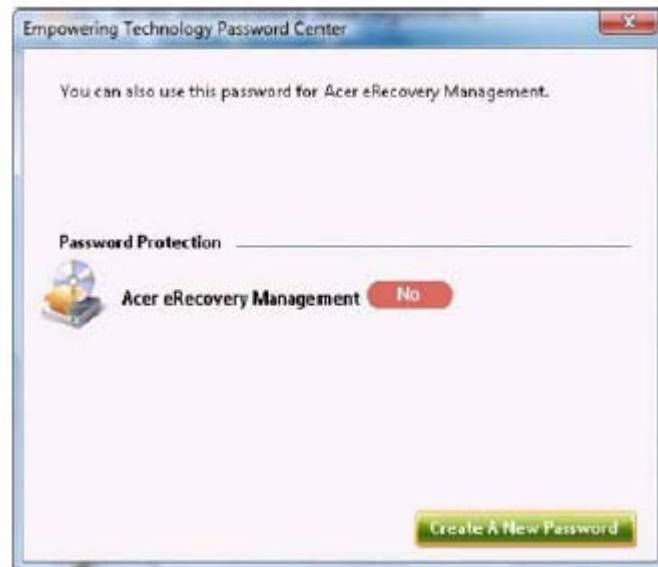 Empowering Technology Password Center
You can also use this password for Acer eRecovery Management.
Password Protection
Acer eRecovery Management No
Create A New Password